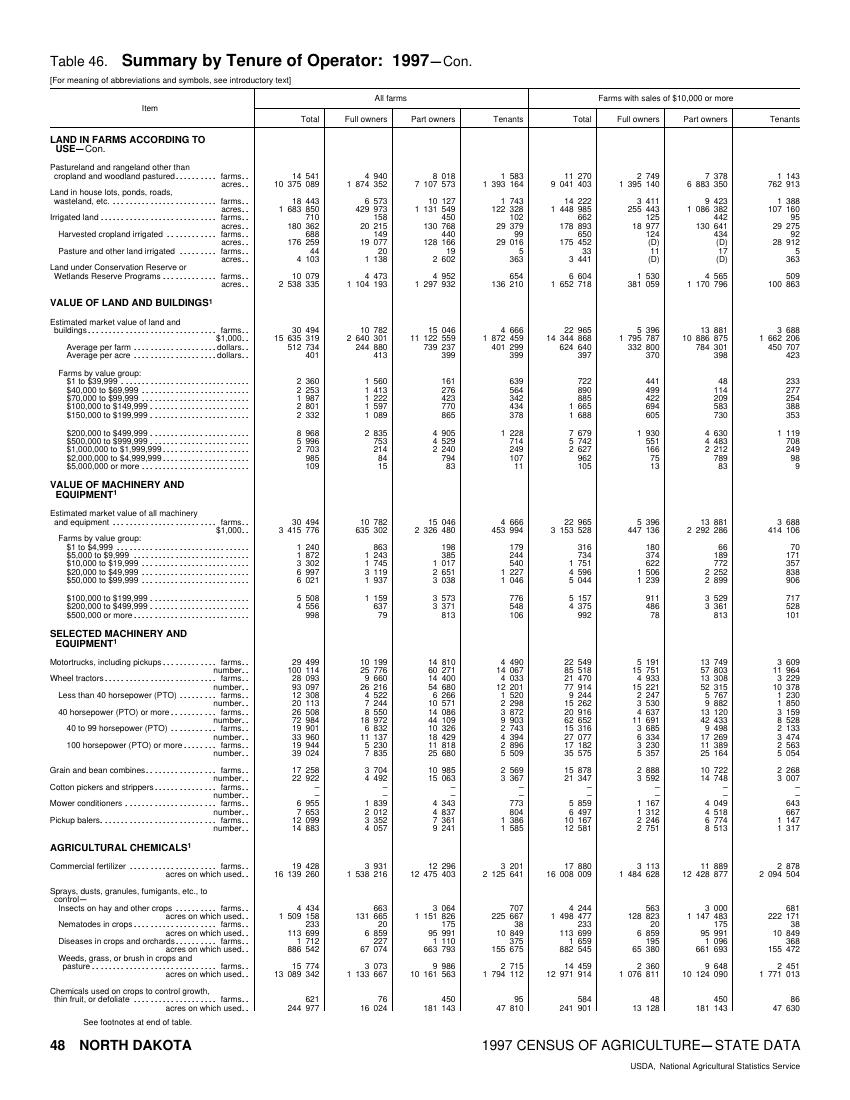 Table 46. Summary by Tenure of Operator: 1997—Con.
[For meaning of abbreviations and symbols, see introductory text]
Item All farms Farms with sales of $10,000 or more
Total Full owners Part owners Tenants Total Full owners Part owners Tenants
LAND IN FARMS ACCORDING TO
USE—Con.
Pastureland and rangeland other than
cropland and woodland pastured farms 14 541 4 940 8 018 1 583 11 270 2 749 7 378 1 143
acres 10 375 089 1 874 352 7 107 573 1 393 164 9 041 403 1 395 140 6 883 350 762 913
Land in house lots, ponds, roads,
wasteland, etc. farms 18 443 6 573 10 127 1 743 14 222 3 411 9 423 1 388
acres 1 683 850 429 973 1 131 549 122 328 1 448 985 255 443 1 086 382 107 160
Irrigated land farms 710 158 450 102 662 125 442 95
acres 180 362 20 215 130 768 29 379 178 893 18 977 130 641 29 275
Harvested cropland irrigated farms 688 149 440 99 650 124 434 92
acres 176 259 19 077 128 166 29 016 175 452 (D) (D) 28 912
Pasture and other land irrigated farms 44 20 19 5 33 11 17 5
acres 4 103 1 138 2 602 363 3 441 (D) (D) 363
Land under Conservation Reserve or
Wetlands Reserve Programs farms 10 079 4 473 4 952 654 6 604 1 530 4 565 509
acres 2 538 335 1 104 193 1 297 932 136 210 1 652 718 381 059 1 170 796 100 863
VALUE OF LAND AND BUILDINGS¹
Estimated market value of land and
buildings farms 30 494 10 782 15 046 4 666 22 965 5 396 13 881 3 688
$1,000 15 635 319 2 640 301 11 122 559 1 872 459 14 344 868 1 795 787 10 886 875 1 662 206
Average per farm dollars 512 734 244 880 739 237 401 299 624 640 332 800 784 301 450 707
Average per acre dollars 401 413 399 399 397 370 398 423
Farms by value group:
$1 to $39,999 2 360 1 560 161 639 722 441 48 233
$40,000 to $69,999 2 253 1 413 276 564 890 499 114 277
$70,000 to $99,999 1 987 1 222 423 342 885 422 209 254
$100,000 to $149,999 2 801 1 597 770 434 1 665 694 583 388
$150,000 to $199,999 2 332 1 089 865 378 1 688 605 730 353
$200,000 to $499,999 8 968 2 835 4 905 1 228 7 679 1 930 4 630 1 119
$500,000 to $999,999 5 996 753 4 529 714 5 742 551 4 483 708
$1,000,000 to $1,999,999 2 703 214 2 240 249 2 627 166 2 212 249
$2,000,000 to $4,999,999 985 84 794 107 962 75 789 98
$5,000,000 or more 109 15 83 11 105 13 83 9
VALUE OF MACHINERY AND
EQUIPMENT¹
Estimated market value of all machinery
and equipment farms 30 494 10 782 15 046 4 666 22 965 5 396 13 881 3 688
$1,000 3 415 776 635 302 2 326 480 453 994 3 153 528 447 136 2 292 286 414 106
Farms by value group:
$1 to $4,999 1 240 863 198 179 316 180 66 70
$5,000 to $9,999 1 872 1 243 385 244 734 374 189 171
$10,000 to $19,999 3 302 1 745 1 017 540 1 751 622 772 357
$20,000 to $49,999 6 997 3 119 2 651 1 227 4 596 1 506 2 252 838
$50,000 to $99,999 6 021 1 937 3 038 1 046 5 044 1 239 2 899 906
$100,000 to $199,999 5 508 1 159 3 573 776 5 157 911 3 529 717
$200,000 to $499,999 4 556 637 3 371 548 4 375 486 3 361 528
$500,000 or more 998 79 813 106 992 78 813 101
SELECTED MACHINERY AND
EQUIPMENT¹
Motortrucks, including pickups farms 29 499 10 199 14 810 4 490 22 549 5 191 13 749 3 609
number 100 114 25 776 60 271 14 067 85 518 15 751 57 803 11 964
Wheel tractors farms 28 093 9 660 14 400 4 033 21 470 4 933 13 308 3 229
number 93 097 26 216 54 680 12 201 77 914 15 221 52 315 10 378
Less than 40 horsepower (PTO) farms 12 308 4 522 6 266 1 520 9 244 2 247 5 767 1 230
number 20 113 7 244 10 571 2 298 15 262 3 530 9 882 1 850
40 horsepower (PTO) or more farms 26 508 8 550 14 086 3 872 20 916 4 637 13 120 3 159
number 72 984 18 972 44 109 9 903 62 652 11 691 42 433 8 528
40 to 99 horsepower (PTO) farms 19 901 6 832 10 326 2 743 15 316 3 685 9 498 2 133
number 33 960 11 137 18 429 4 394 27 077 6 334 17 269 3 474
100 horsepower (PTO) or more farms 19 944 5 230 11 818 2 896 17 182 3 230 11 389 2 563
number 39 024 7 835 25 680 5 509 35 575 5 357 25 164 5 054
Grain and bean combines farms 17 258 3 704 10 985 2 569 15 878 2 888 10 722 2 268
number 22 922 4 492 15 063 3 367 21 347 3 592 14 748 3 007
Cotton pickers and strippers farms – – – – – – – –
number – – – – – – – –
Mower conditioners farms 6 955 1 839 4 343 773 5 859 1 167 4 049 643
number 7 653 2 012 4 837 804 6 497 1 312 4 518 667
Pickup balers farms 12 099 3 352 7 361 1 386 10 167 2 246 6 774 1 147
number 14 883 4 057 9 241 1 585 12 581 2 751 8 513 1 317
AGRICULTURAL CHEMICALS¹
Commercial fertilizer farms 19 428 3 931 12 296 3 201 17 880 3 113 11 889 2 878
acres on which used 16 139 260 1 538 216 12 475 403 2 125 641 16 008 009 1 484 628 12 428 877 2 094 504
Sprays, dusts, granules, fumigants, etc., to
control—
Insects on hay and other crops farms 4 434 663 3 064 707 4 244 563 3 000 681
acres on which used 1 509 158 131 665 1 151 826 225 667 1 498 477 128 823 1 147 483 222 171
Nematodes in crops farms 233 20 175 38 233 20 175 38
acres on which used 113 699 6 859 95 991 10 849 113 699 6 859 95 991 10 849
Diseases in crops and orchards farms 1 712 227 1 110 375 1 659 195 1 096 368
acres on which used 886 542 67 074 663 793 155 675 882 545 65 380 661 693 155 472
Weeds, grass, or brush in crops and
pasture farms 15 774 3 073 9 986 2 715 14 459 2 360 9 648 2 451
acres on which used 13 089 342 1 133 667 10 161 563 1 794 112 12 971 914 1 076 811 10 124 090 1 771 013
Chemicals used on crops to control growth,
thin fruit, or defoliate farms 621 76 450 95 584 48 450 86
acres on which used 244 977 16 024 181 143 47 810 241 901 13 128 181 143 47 630
See footnotes at end of table.
48 NORTH DAKOTA 1997 CENSUS OF AGRICULTURE—STATE DATA
USDA, National Agricultural Statistics Service